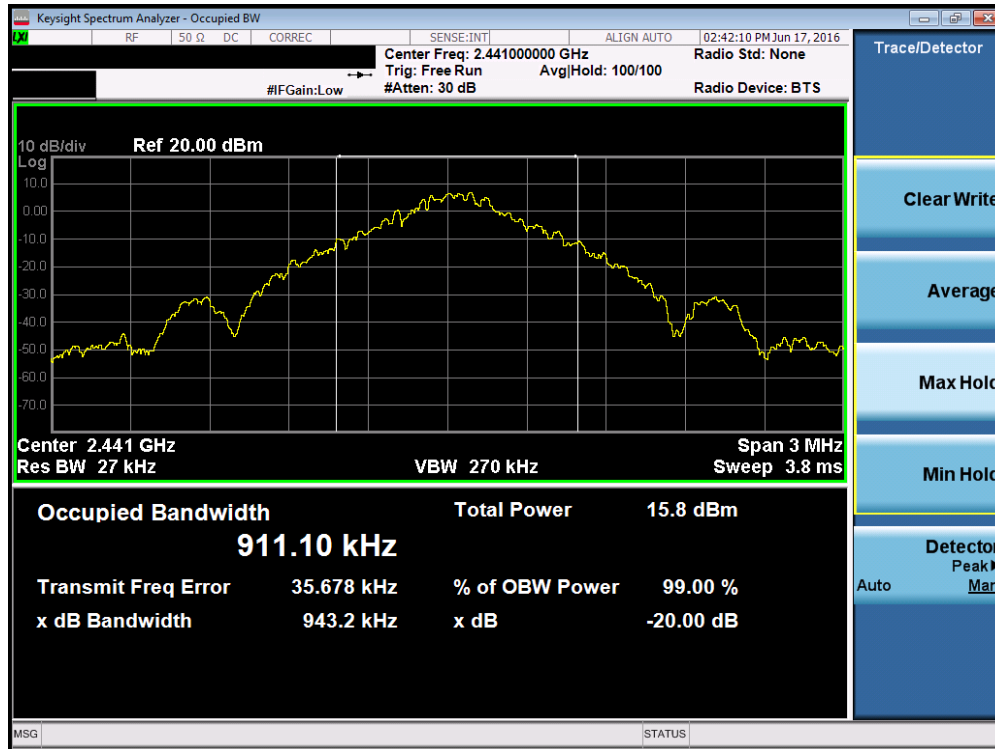 Keysight Spectrum Analyzer - Occupied BW
LXI RF 50 Ω DC CORREC SENSE:INT ALIGN AUTO 02:42:10 PM Jun 17, 2016
Center Freq: 2.441000000 GHz Radio Std: None
Trig: Free Run Avg|Hold: 100/100
#IFGain:Low #Atten: 30 dB Radio Device: BTS
Trace/Detector
10 dB/div Ref 20.00 dBm
Log
10.0
0.00
-10.0
-20.0
-30.0
-40.0
-50.0
-60.0
-70.0
Center 2.441 GHz Span 3 MHz
Res BW 27 kHz VBW 270 kHz Sweep 3.8 ms
Occupied Bandwidth Total Power 15.8 dBm
911.10 kHz
Transmit Freq Error 35.678 kHz % of OBW Power 99.00 %
x dB Bandwidth 943.2 kHz x dB -20.00 dB
Clear Write
Average
Max Hold
Min Hold
Detector
Peak
Auto Man
MSG STATUS